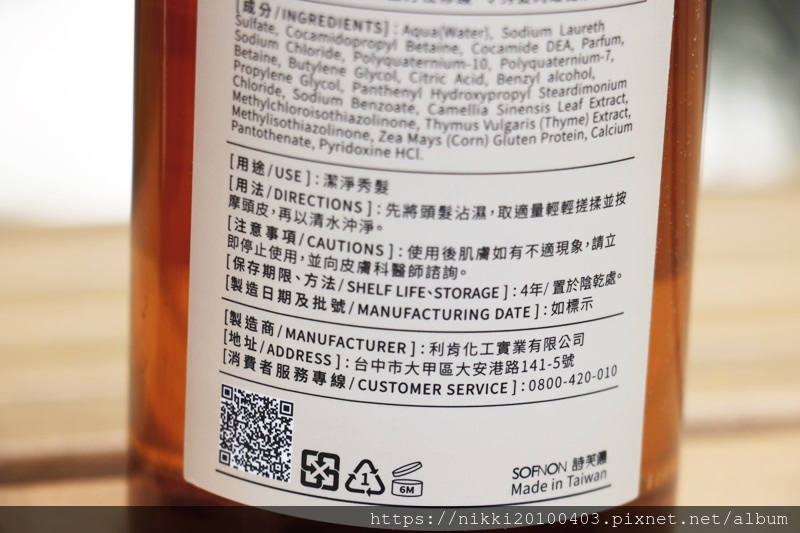 [成分/INGREDIENTS]:Aqua(Water), Sodium Laureth
Sulfate, Cocamidopropyl Betaine, Cocamide DEA, Parfum,
Sodium Chloride, Polyquaternium-10, Polyquaternium-7,
Betaine, Butylene Glycol, Citric Acid, Benzyl alcohol,
Propylene Glycol, Panthenyl Hydroxypropyl Steardimonium
Chloride, Sodium Benzoate, Camellia Sinensis Leaf Extract,
Methylchloroisothiazolinone, Thymus Vulgaris (Thyme) Extract,
Methylisothiazolinone, Zea Mays (Corn) Gluten Protein, Calcium
Pantothenate, Pyridoxine HCl.
[用途/USE]:潔淨秀髮
[用法/DIRECTIONS]:先將頭髮沾濕,取適量輕輕搓揉並按
摩頭皮,再以清水沖淨。
[注意事項/CAUTIONS]:使用後肌膚如有不適現象,請立
即停止使用,並向皮膚科醫師諮詢。
[保存期限、方法/SHELF LIFE、STORAGE]:4年/置於陰乾處。
[製造日期及批號/MANUFACTURING DATE]:如標示
[製造商/MANUFACTURER]:利肯化工實業有限公司
[地址/ADDRESS]:台中市大甲區大安港路141-5號
[消費者服務專線/CUSTOMER SERVICE]:0800-420-010
1
6M
SOFNON 詩芙儂
Made in Taiwan
https://nikki20100403.pixnet.net/album